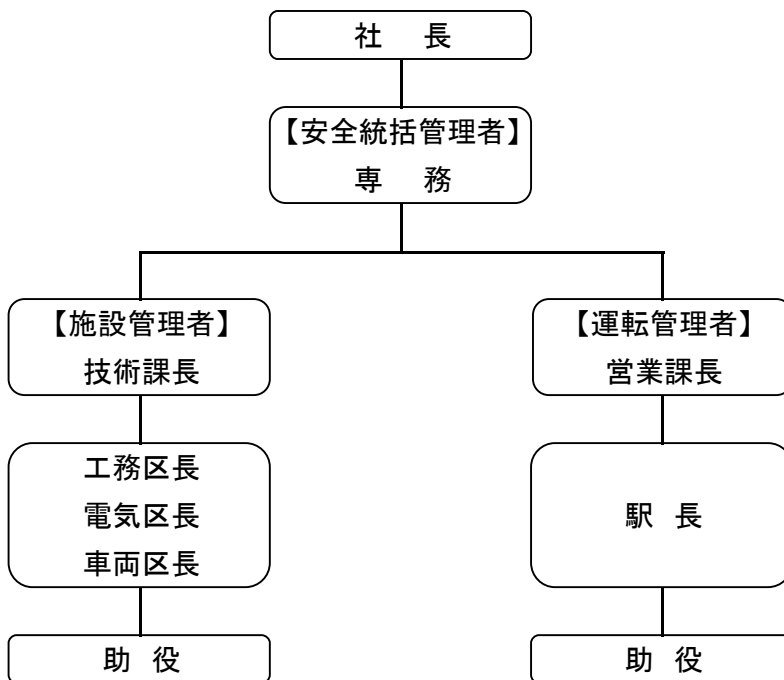 社 長
【安全統括管理者】
専 務
【施設管理者】
技術課長
【運転管理者】
営業課長
工務区長
電気区長
車両区長
駅 長
助 役
助 役